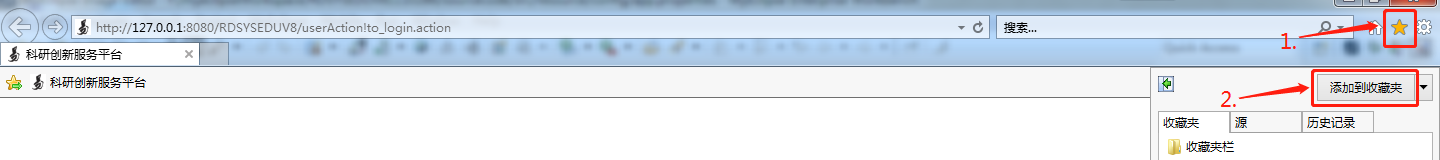 http://127.0.0.1:8080/RDSYSEDUV8/userAction!to_login.action
搜索...
1.
科研创新服务平台
科研创新服务平台
2.
添加到收藏夹
收藏夹
源
历史记录
收藏夹栏